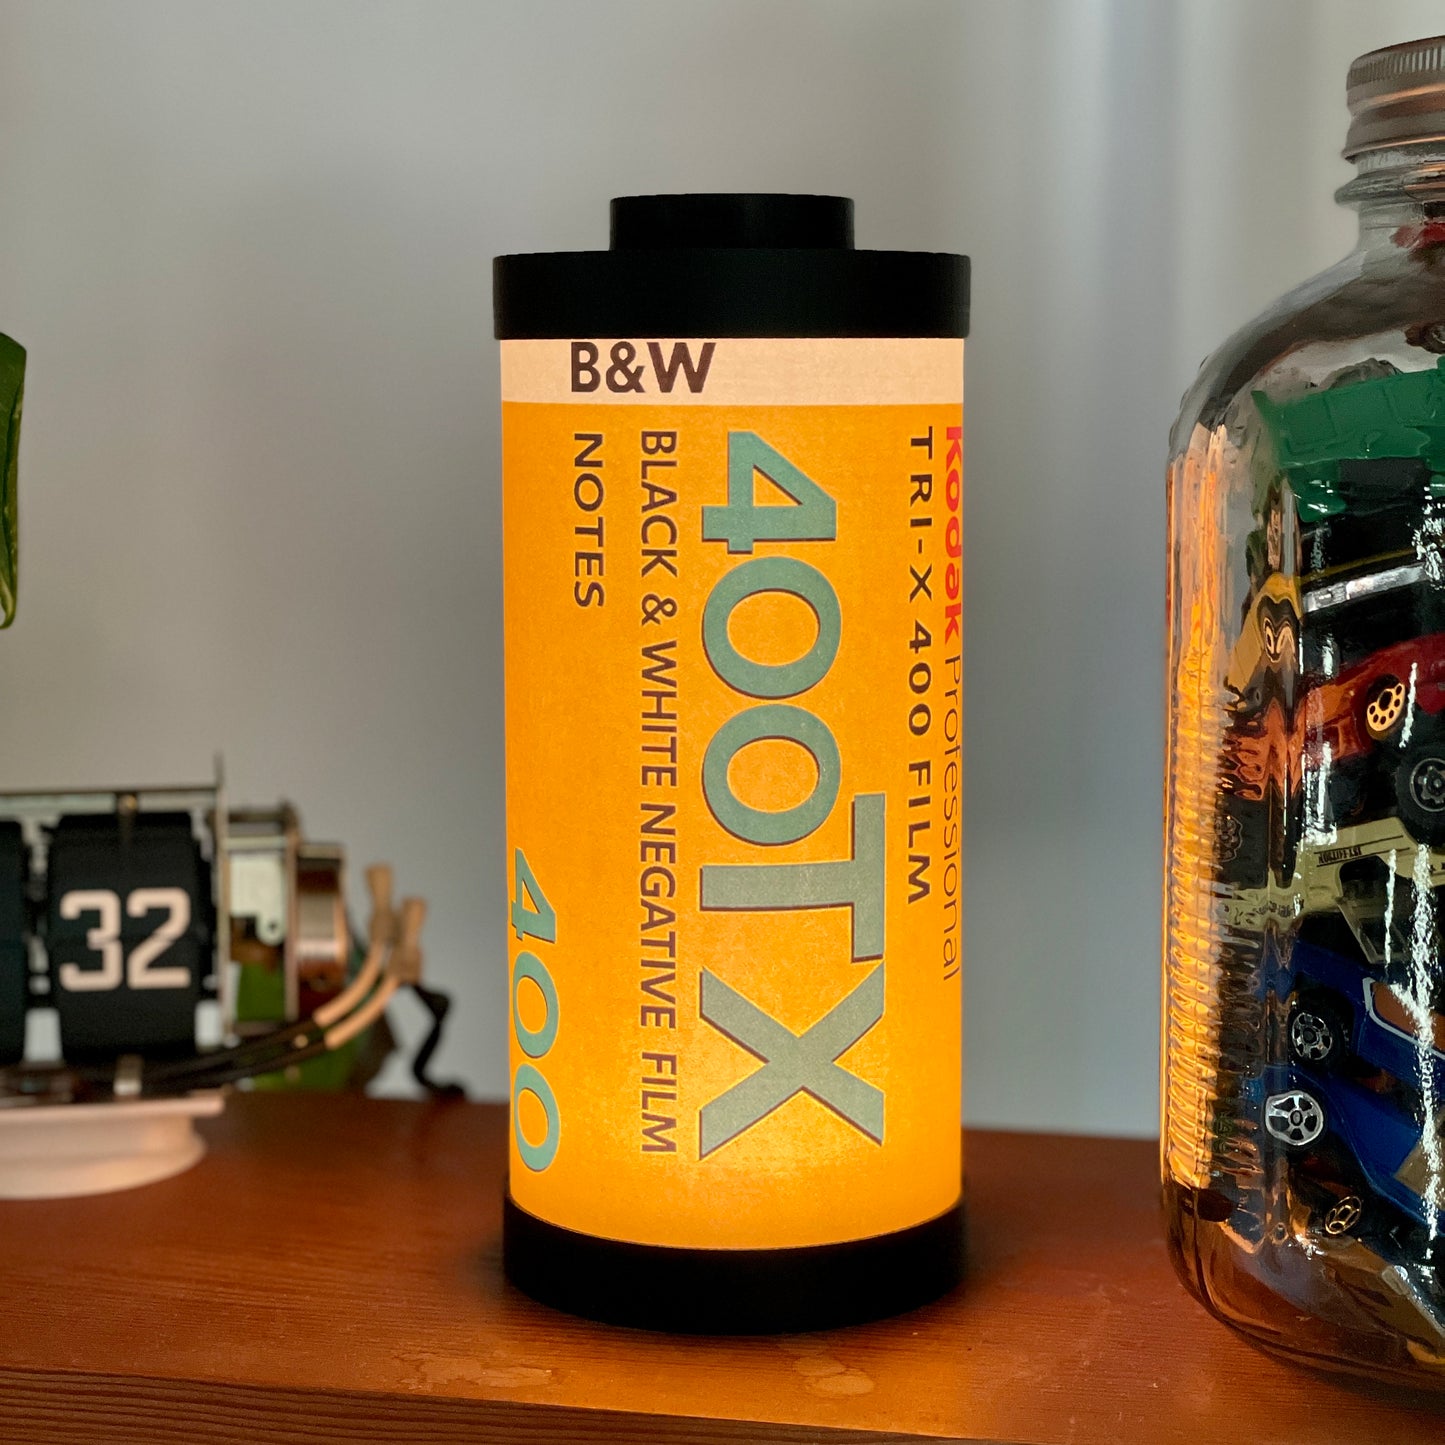 B&W
Kodak Professional
TRI-X 400 FILM
400TX
BLACK & WHITE NEGATIVE FILM
NOTES
400
32